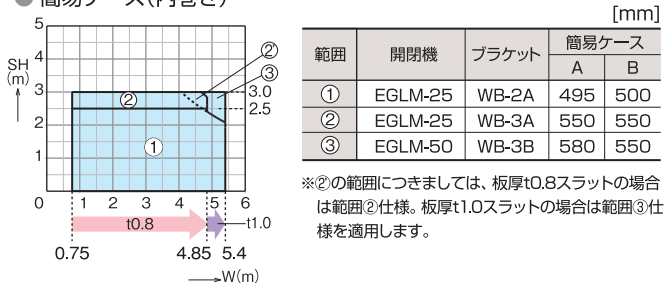 ● 簡易ケース(内巻き)
[mm]
範囲 開閉機 ブラケット 簡易ケース
A B
① EGLM-25 WB-2A 495 500
② EGLM-25 WB-3A 550 550
③ EGLM-50 WB-3B 580 550
※②'の範囲につきましては、板厚t0.8スラットの場合
は範囲②仕様。板厚t1.0スラットの場合は範囲③仕
様を適用します。
SH
(m)
5
4
3
2
1
0 1 2 3 4 5 6
②'
③
3.0
2.5
②
①
t0.8
t1.0
0.75 4.85 5.4
W(m)